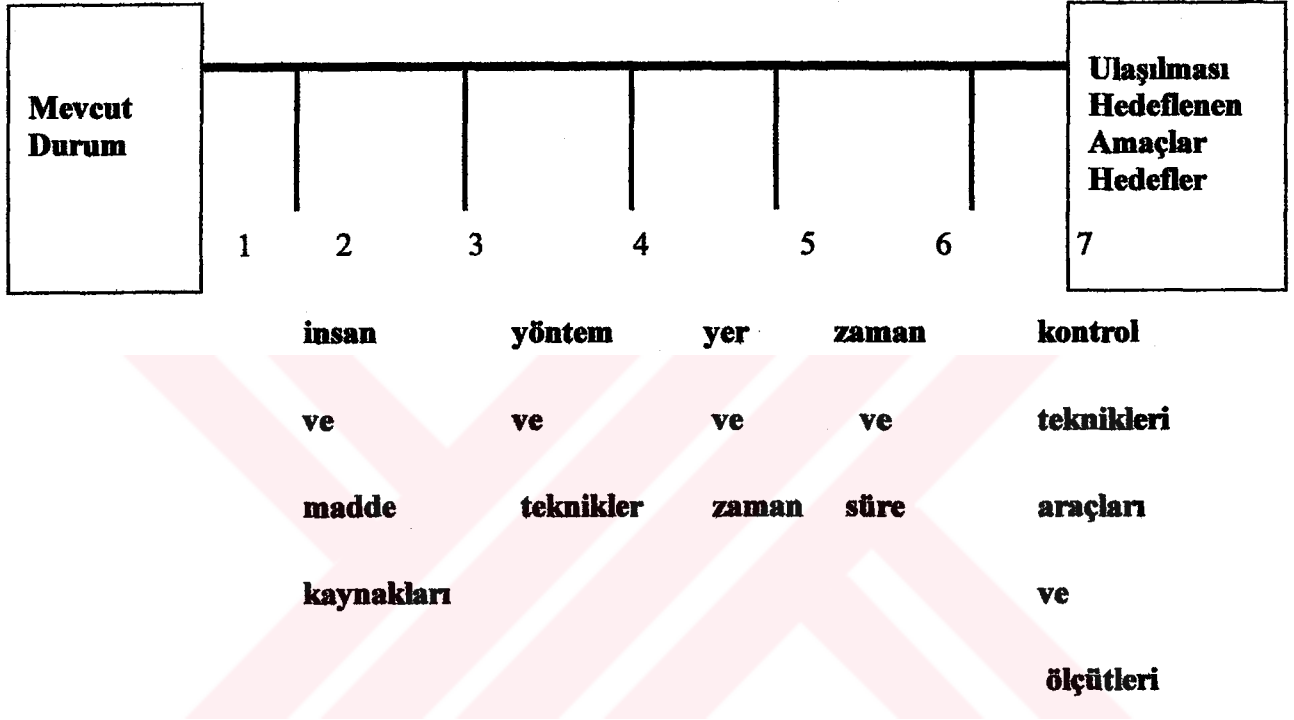 Mevcut
Durum
Ulaşılması
Hedeflenen
Amaçlar
Hedefler
1 2 3 4 5 6 7
insan yöntem yer zaman kontrol
ve ve ve ve teknikleri
madde teknikler zaman süre araçları
kaynakları ve
ölçütleri